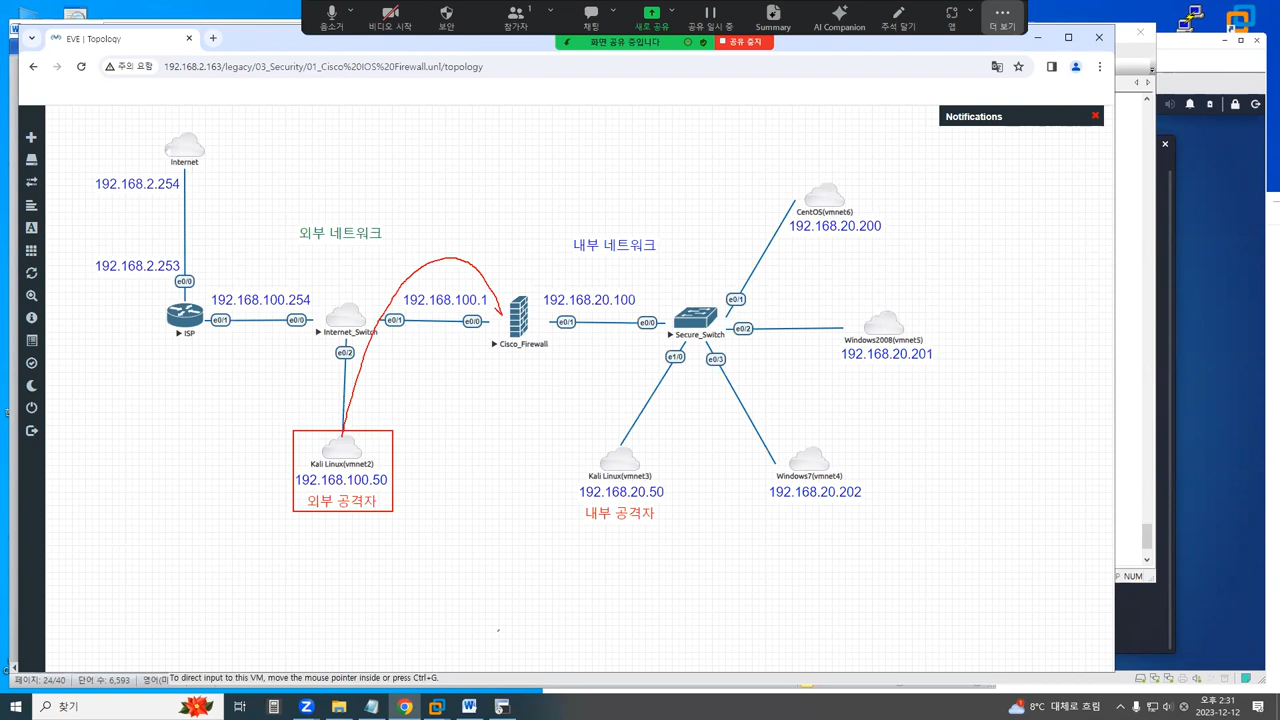 음소거
비디오 시작
보안
참가자
1
채팅
새로 공유
공유 일시 중
Summary
AI Companion
주석 달기
앱
더 보기
화면 공유 중입니다
공유 중지
EVE | Topology
주의 요함
192.168.2.163/legacy/03_Security/01_Cisco%20IOS%20Firewall.unl/topology
Notifications
Internet
192.168.2.254
192.168.2.253
e0/0
ISP
e0/1
192.168.100.254
e0/0
Internet_Switch
e0/1
e0/2
외부 네트워크
192.168.100.1
e0/0
Cisco_Firewall
내부 네트워크
192.168.20.100
e0/1
e0/0
Secure_Switch
e0/1
e0/2
e1/0
e0/3
CentOS(vmnet6)
192.168.20.200
Windows2008(vmnet5)
192.168.20.201
Kali Linux(vmnet2)
192.168.100.50
외부 공격자
Kali Linux(vmnet3)
192.168.20.50
내부 공격자
Windows7(vmnet4)
192.168.20.202
P NUM
페이지: 24/40
단어 수: 6,593
영어(미
To direct input to this VM, move the mouse pointer inside or press Ctrl+G.
찾기
8°C 대체로 흐림
오후 2:31
2023-12-12